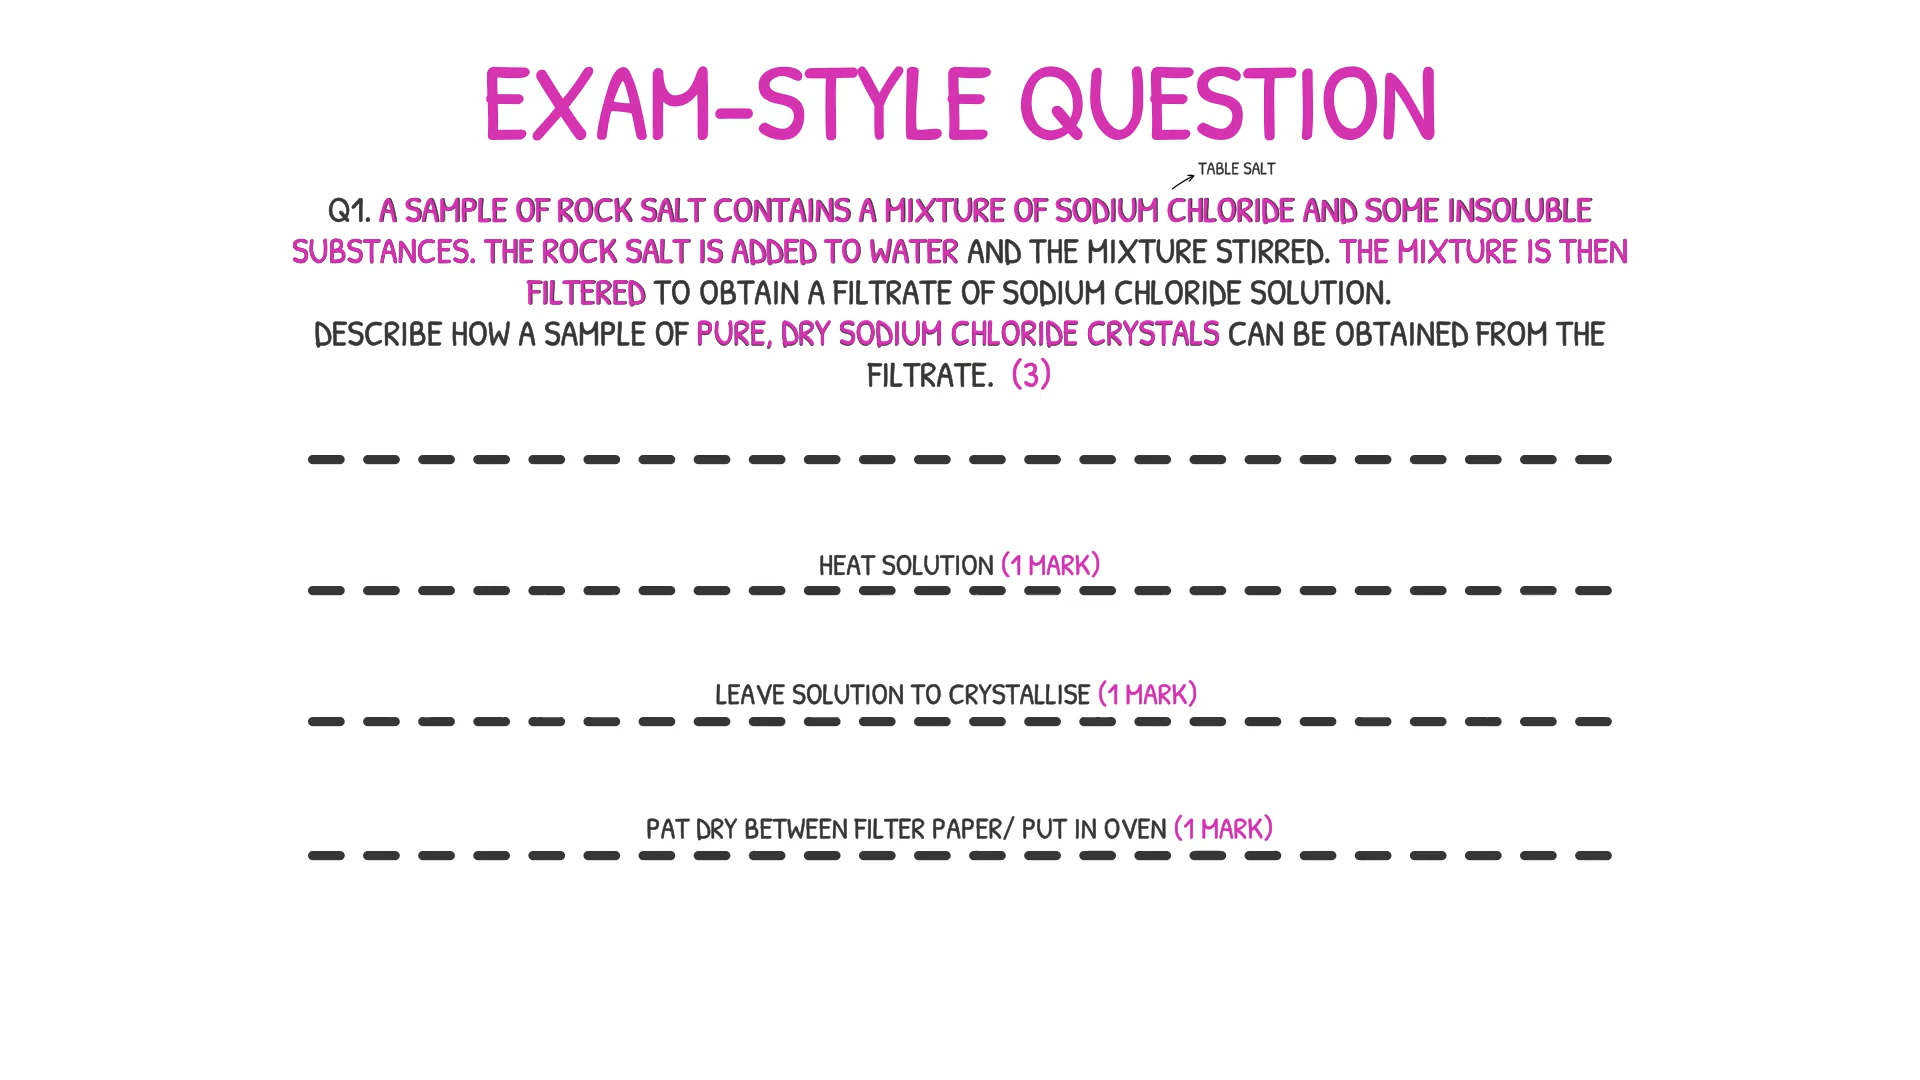 EXAM-STYLE QUESTION
TABLE SALT
Q1. A SAMPLE OF ROCK SALT CONTAINS A MIXTURE OF SODIUM CHLORIDE AND SOME INSOLUBLE
SUBSTANCES. THE ROCK SALT IS ADDED TO WATER AND THE MIXTURE STIRRED. THE MIXTURE IS THEN
FILTERED TO OBTAIN A FILTRATE OF SODIUM CHLORIDE SOLUTION.
DESCRIBE HOW A SAMPLE OF PURE, DRY SODIUM CHLORIDE CRYSTALS CAN BE OBTAINED FROM THE
FILTRATE. (3)
HEAT SOLUTION (1 MARK)
LEAVE SOLUTION TO CRYSTALLISE (1 MARK)
PAT DRY BETWEEN FILTER PAPER/ PUT IN OVEN (1 MARK)